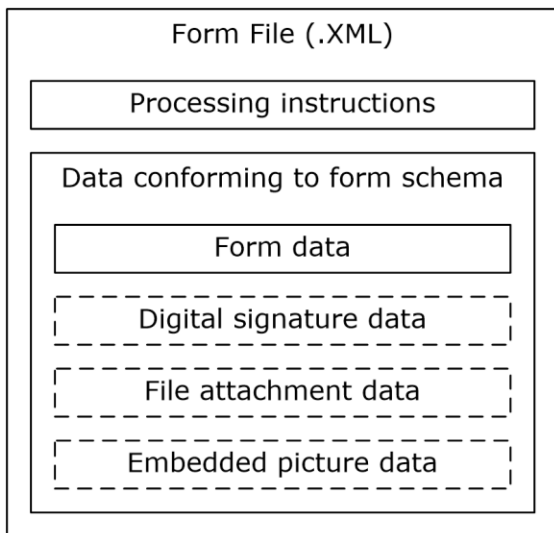 Form File (.XML)
Processing instructions
Data conforming to form schema
Form data
Digital signature data
File attachment data
Embedded picture data